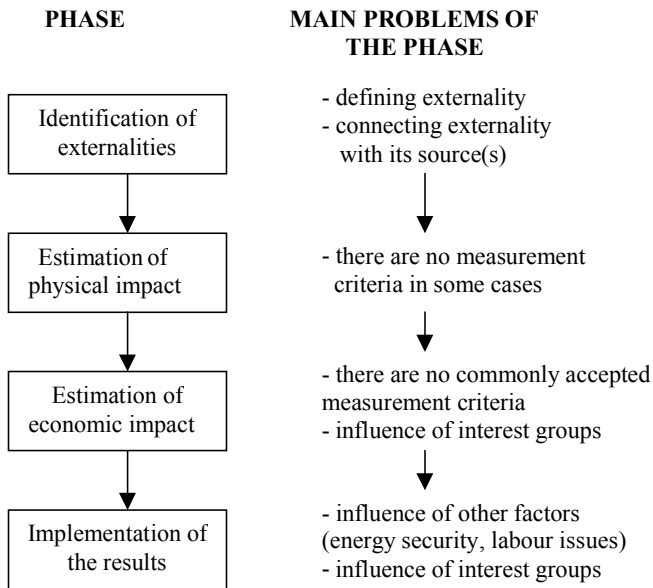 PHASE
MAIN PROBLEMS OF
THE PHASE
Identification of
externalities
- defining externality
- connecting externality
with its source(s)
Estimation of
physical impact
- there are no measurement
criteria in some cases
Estimation of
economic impact
- there are no commonly accepted
measurement criteria
- influence of interest groups
Implementation of
the results
- influence of other factors
(energy security, labour issues)
- influence of interest groups